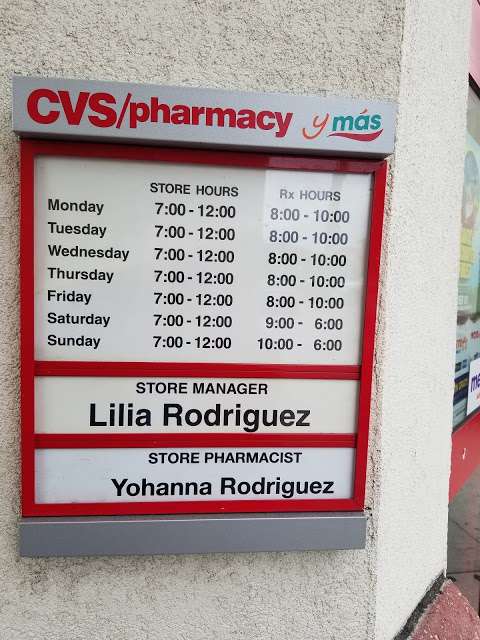 CVS/pharmacy y más
STORE HOURS Rx HOURS
Monday 7:00 - 12:00 8:00 - 10:00
Tuesday 7:00 - 12:00 8:00 - 10:00
Wednesday 7:00 - 12:00 8:00 - 10:00
Thursday 7:00 - 12:00 8:00 - 10:00
Friday 7:00 - 12:00 8:00 - 10:00
Saturday 7:00 - 12:00 9:00 - 6:00
Sunday 7:00 - 12:00 10:00 - 6:00
STORE MANAGER
Lilia Rodriguez
STORE PHARMACIST
Yohanna Rodriguez